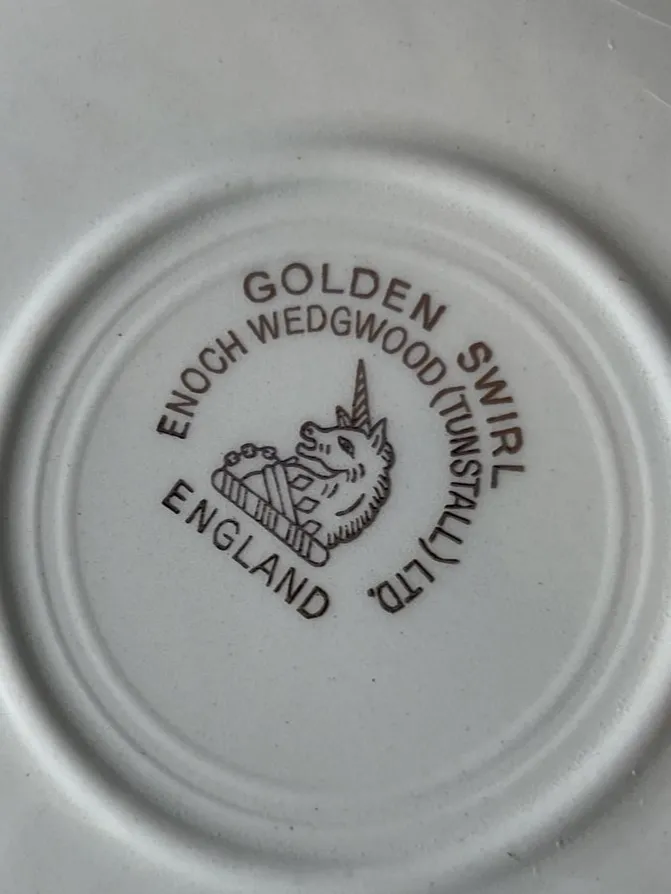 GOLDEN SWIRL
ENOCH WEDGWOOD (TUNSTALL) LTD.
ENGLAND